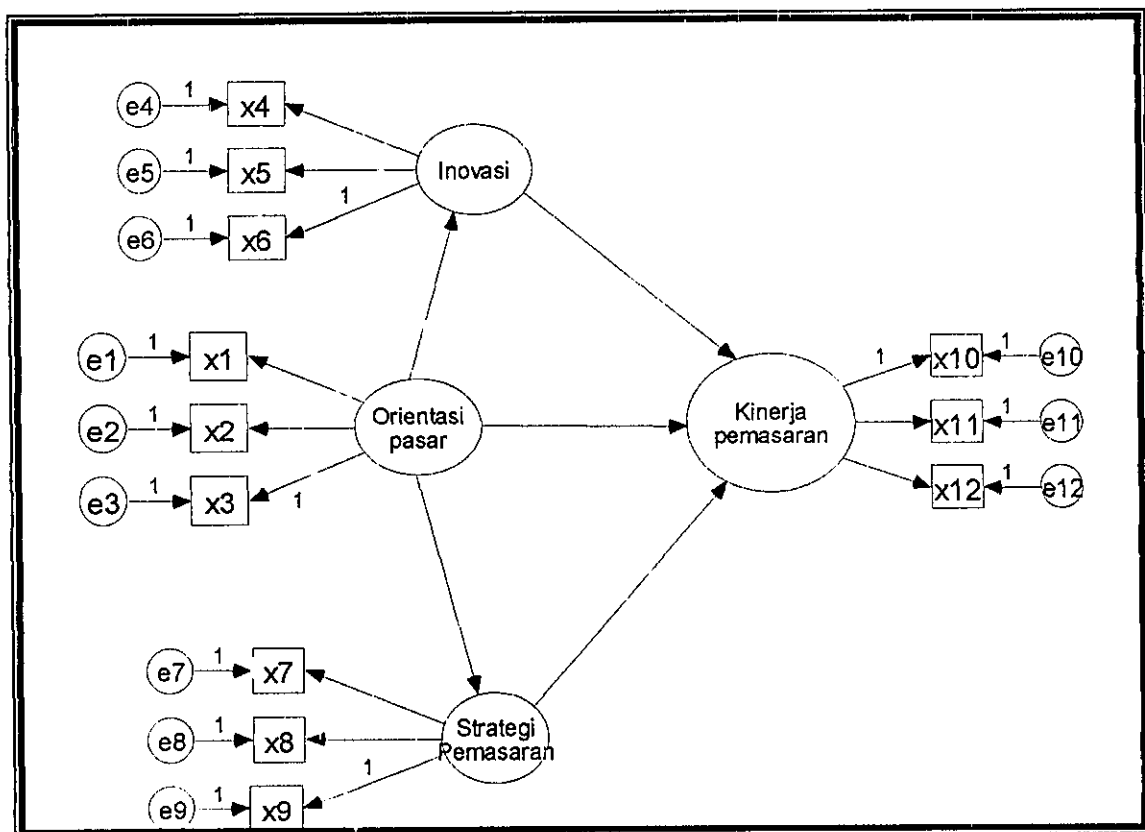 e4 1 x4
e5 1 x5
e6 1 x6 1
Inovasi
e1 1 x1
e2 1 x2
e3 1 x3 1
Orientasi
pasar
Kinerja
pemasaran
1 x10 1 e10
x11 1 e11
x12 1 e12
e7 1 x7
e8 1 x8
e9 1 x9 1
Strategi
Pemasaran